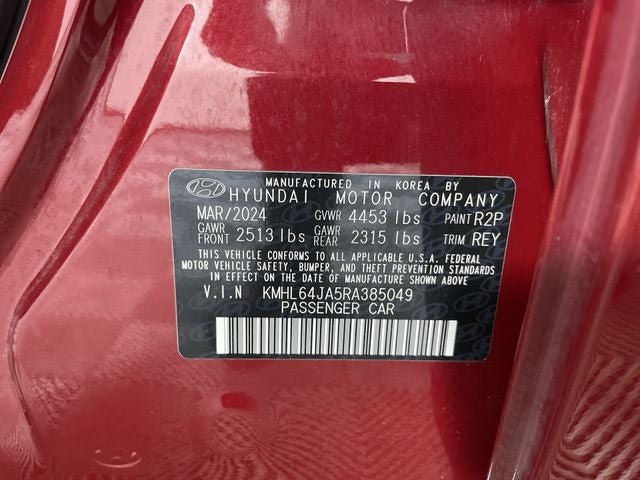 MANUFACTURED IN KOREA BY
HYUNDAI MOTOR COMPANY
MAR/2024 GVWR 4453 lbs PAINT R2P
GAWR FRONT 2513 lbs GAWR REAR 2315 lbs TRIM REY
THIS VEHICLE CONFORMS TO ALL APPLICABLE U.S.A. FEDERAL
MOTOR VEHICLE SAFETY, BUMPER, AND THEFT PREVENTION STANDARDS
IN EFFECT ON THE DATE OF MANUFACTURE SHOWN ABOVE
V.I.N KMHL64JA5RA385049
PASSENGER CAR